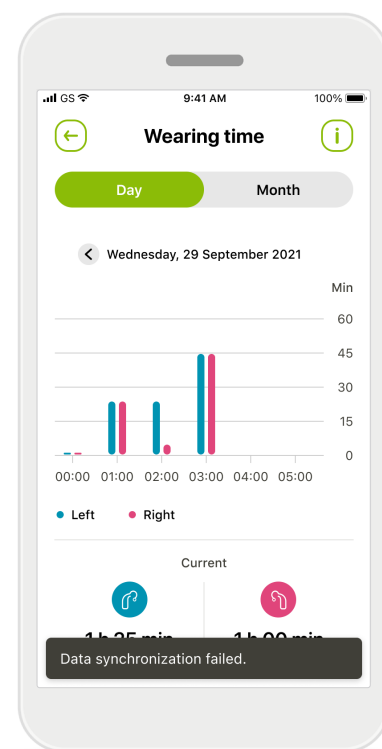 GS 9:41 AM 100%
Wearing time
Day Month
Wednesday, 29 September 2021
Min
60
45
30
15
0
00:00 01:00 02:00 03:00 04:00 05:00
Left Right
Current
Data synchronization failed.